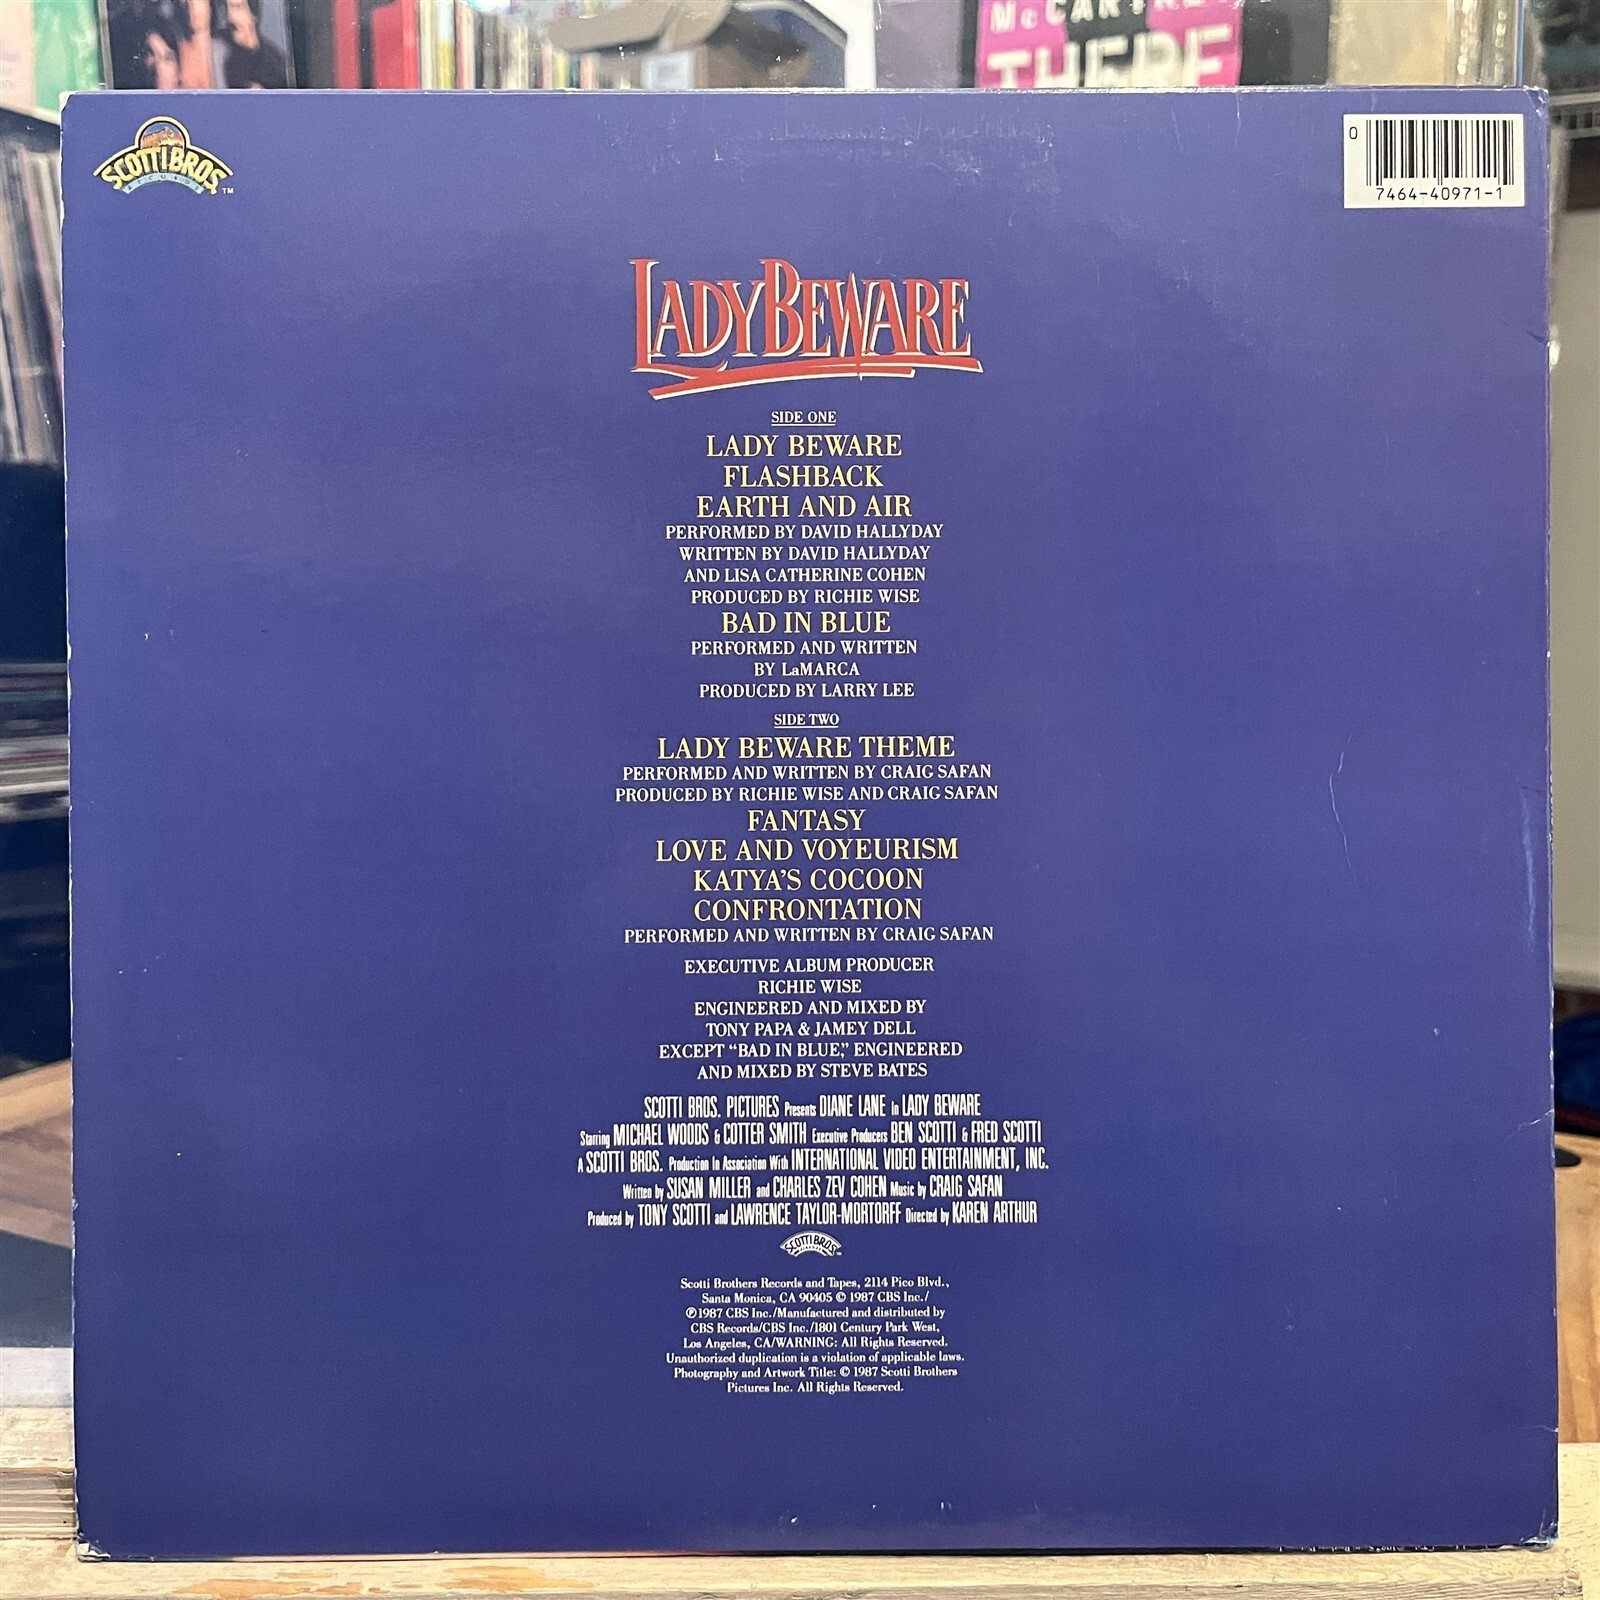 McCARTNEY
THERE
SCOTTI BROS.
RECORDS
TM
0
7464-40971-1
LADY BEWARE
SIDE ONE
LADY BEWARE
FLASHBACK
EARTH AND AIR
PERFORMED BY DAVID HALLYDAY
WRITTEN BY DAVID HALLYDAY
AND LISA CATHERINE COHEN
PRODUCED BY RICHIE WISE
BAD IN BLUE
PERFORMED AND WRITTEN
BY LaMARCA
PRODUCED BY LARRY LEE
SIDE TWO
LADY BEWARE THEME
PERFORMED AND WRITTEN BY CRAIG SAFAN
PRODUCED BY RICHIE WISE AND CRAIG SAFAN
FANTASY
LOVE AND VOYEURISM
KATYA'S COCOON
CONFRONTATION
PERFORMED AND WRITTEN BY CRAIG SAFAN
EXECUTIVE ALBUM PRODUCER
RICHIE WISE
ENGINEERED AND MIXED BY
TONY PAPA & JAMEY DELL
EXCEPT “BAD IN BLUE,” ENGINEERED
AND MIXED BY STEVE BATES
SCOTTI BROS. PICTURES Presents DIANE LANE In LADY BEWARE
Starring MICHAEL WOODS & COTTER SMITH Executive Producers BEN SCOTTI & FRED SCOTTI
A SCOTTI BROS. Production In Association With INTERNATIONAL VIDEO ENTERTAINMENT, INC.
Written by SUSAN MILLER and CHARLES ZEV COHEN Music by CRAIG SAFAN
Produced by TONY SCOTTI and LAWRENCE TAYLOR-MORTORFF Directed by KAREN ARTHUR
SCOTTI BROS.
Scotti Brothers Records and Tapes, 2114 Pico Blvd.,
Santa Monica, CA 90405 © 1987 CBS Inc./
℗1987 CBS Inc./Manufactured and distributed by
CBS Records/CBS Inc./1801 Century Park West,
Los Angeles, CA/WARNING: All Rights Reserved.
Unauthorized duplication is a violation of applicable laws.
Photography and Artwork Title: © 1987 Scotti Brothers
Pictures Inc. All Rights Reserved.